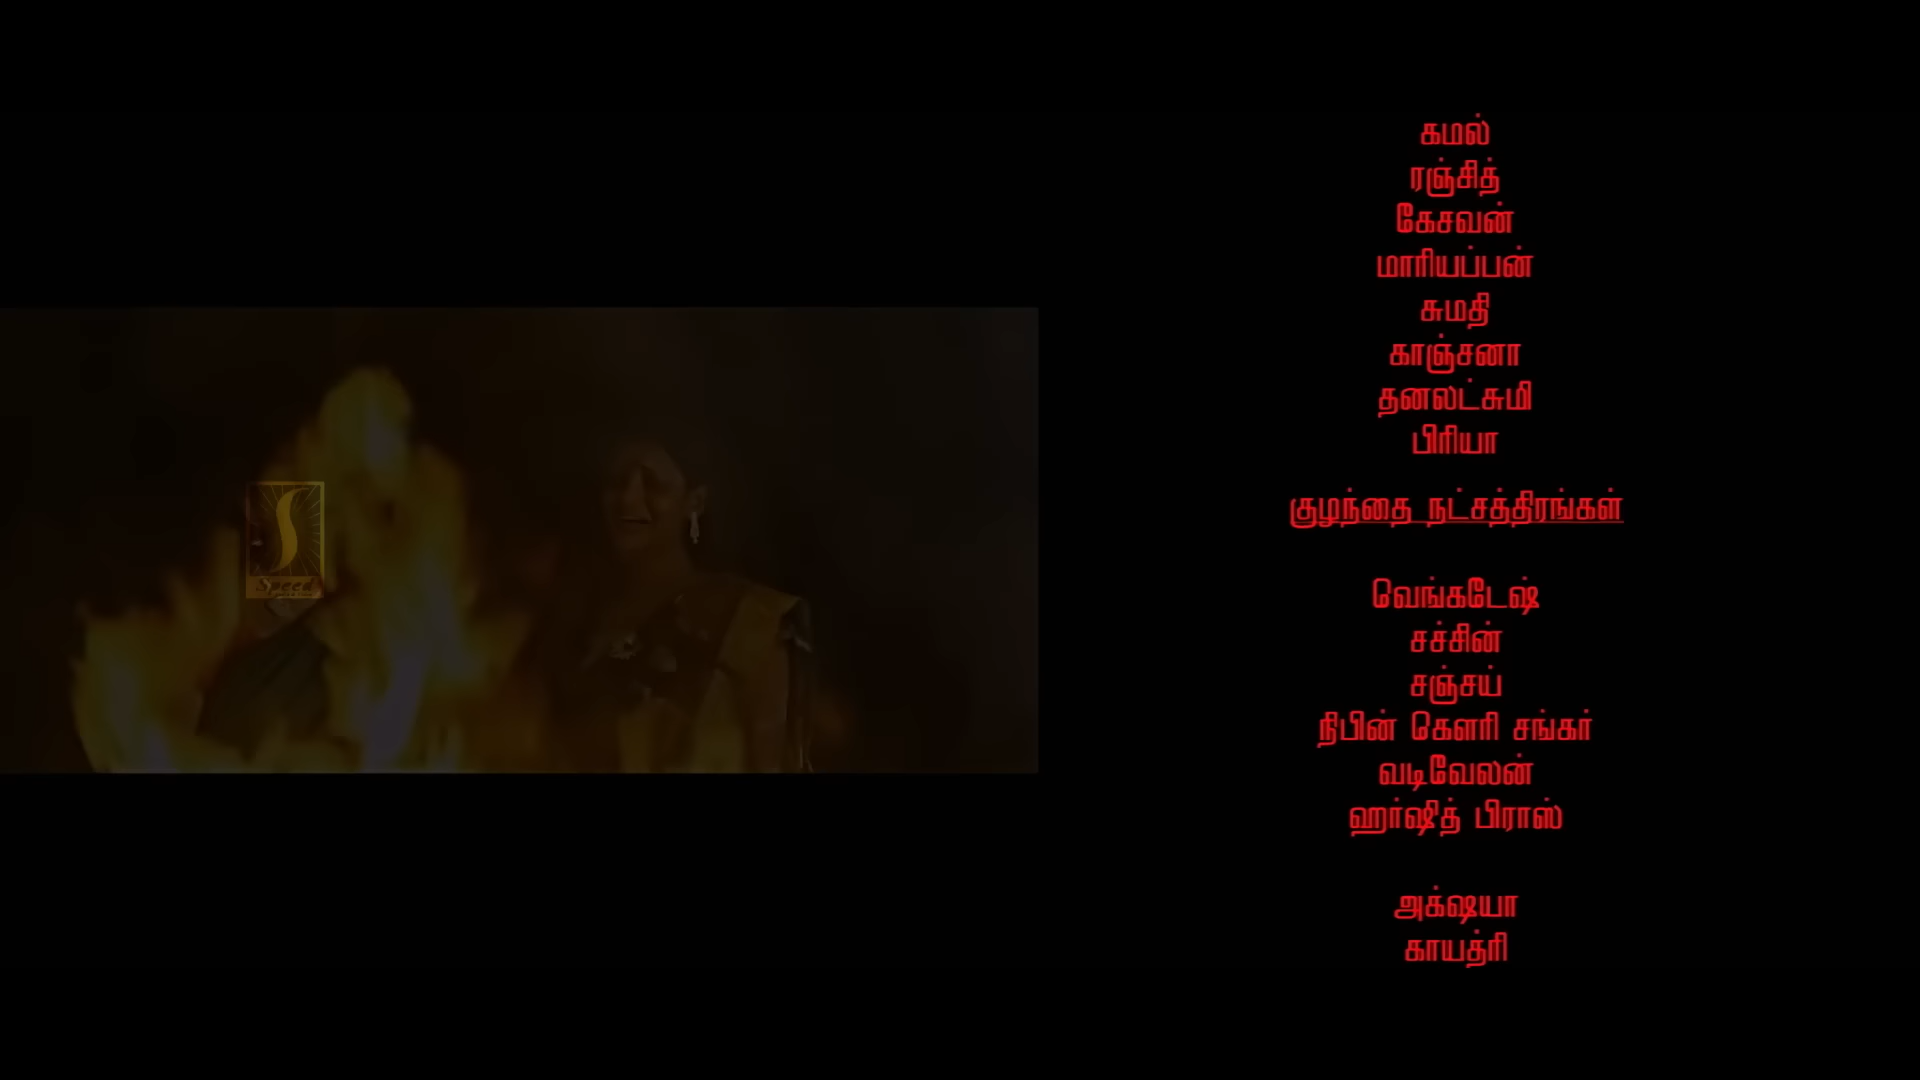 Speed
கமல்
ரஞ்சித்
கேசவன்
மாரியப்பன்
சுமதி
காஞ்சனா
தனலட்சுமி
பிரியா
குழந்தை நட்சத்திரங்கள்
வெங்கடேஷ்
சச்சின்
சஞ்சய்
நிபின் கௌரி சங்கர்
வடிவேலன்
ஹர்ஷித் பிராஸ்
அக்‌ஷயா
காயத்ரி